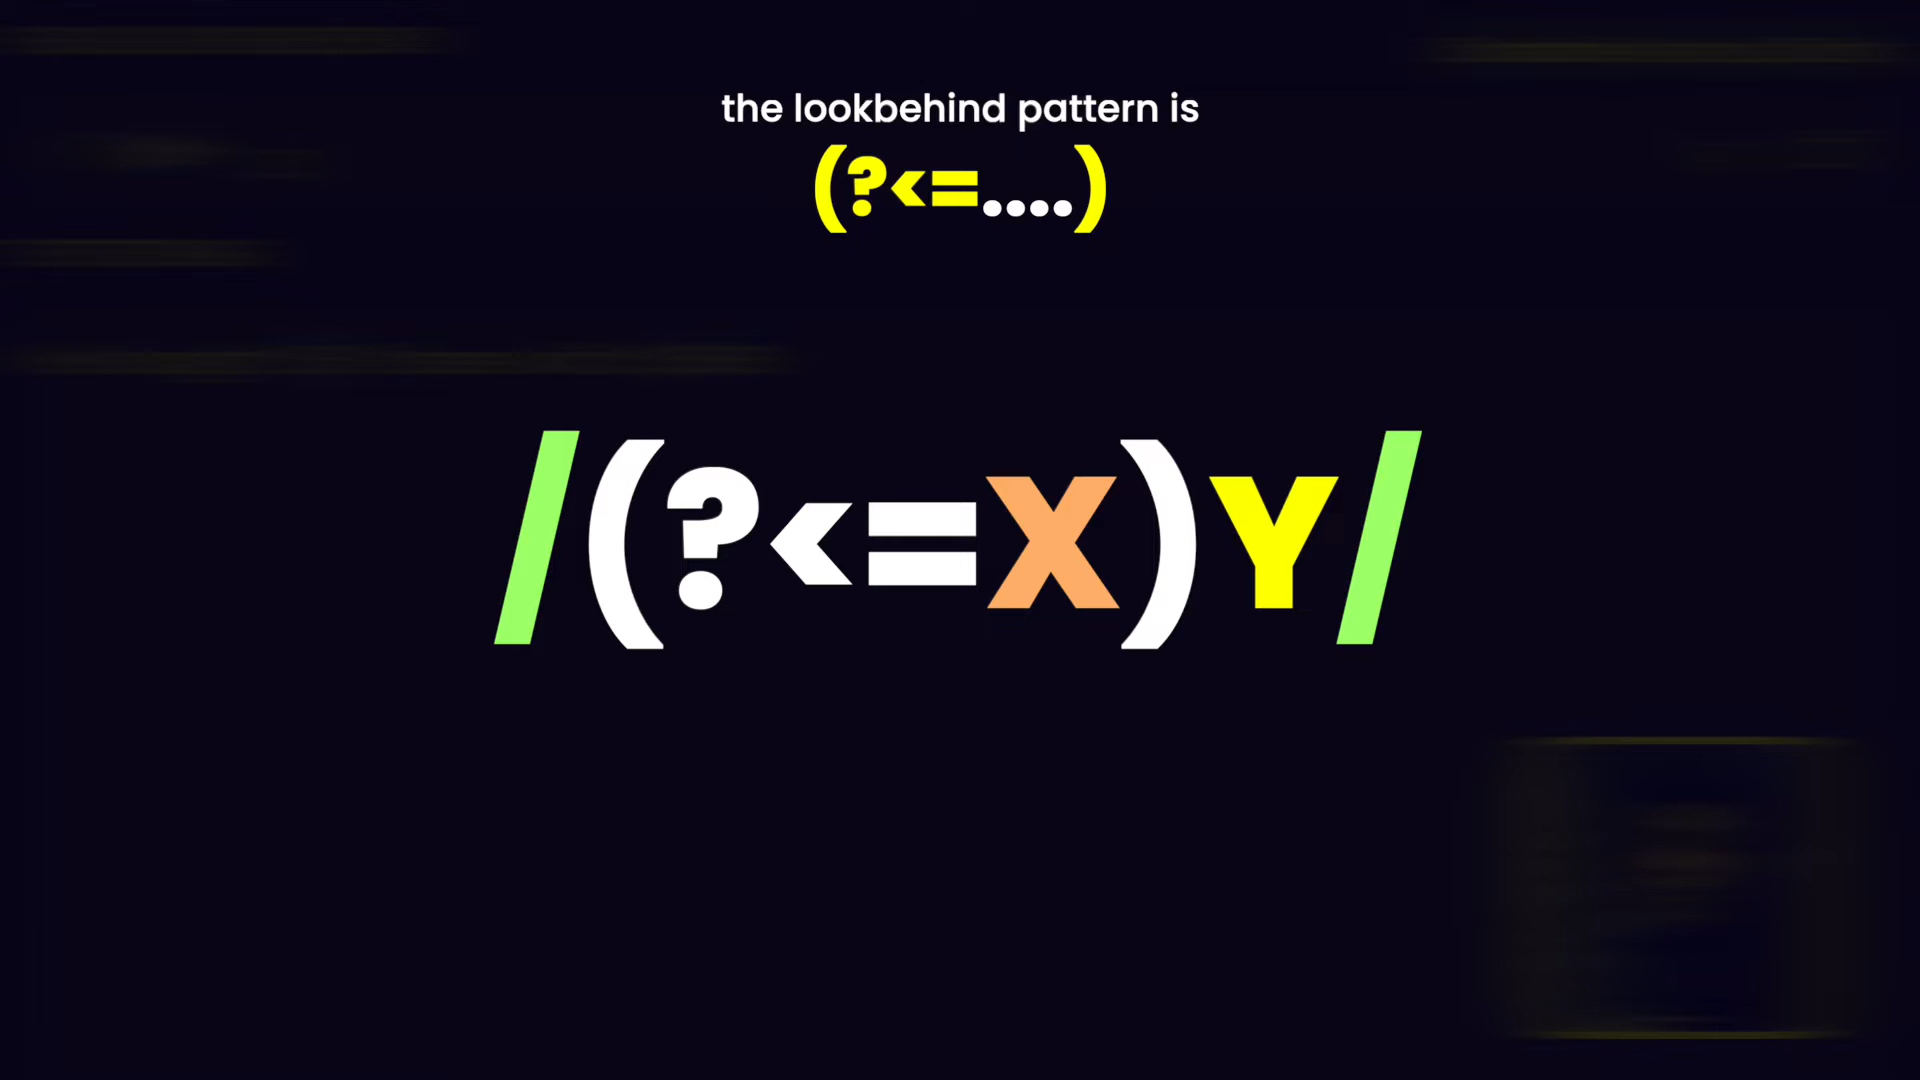 the lookbehind pattern is
(?<=....)
/(?<=X)Y/